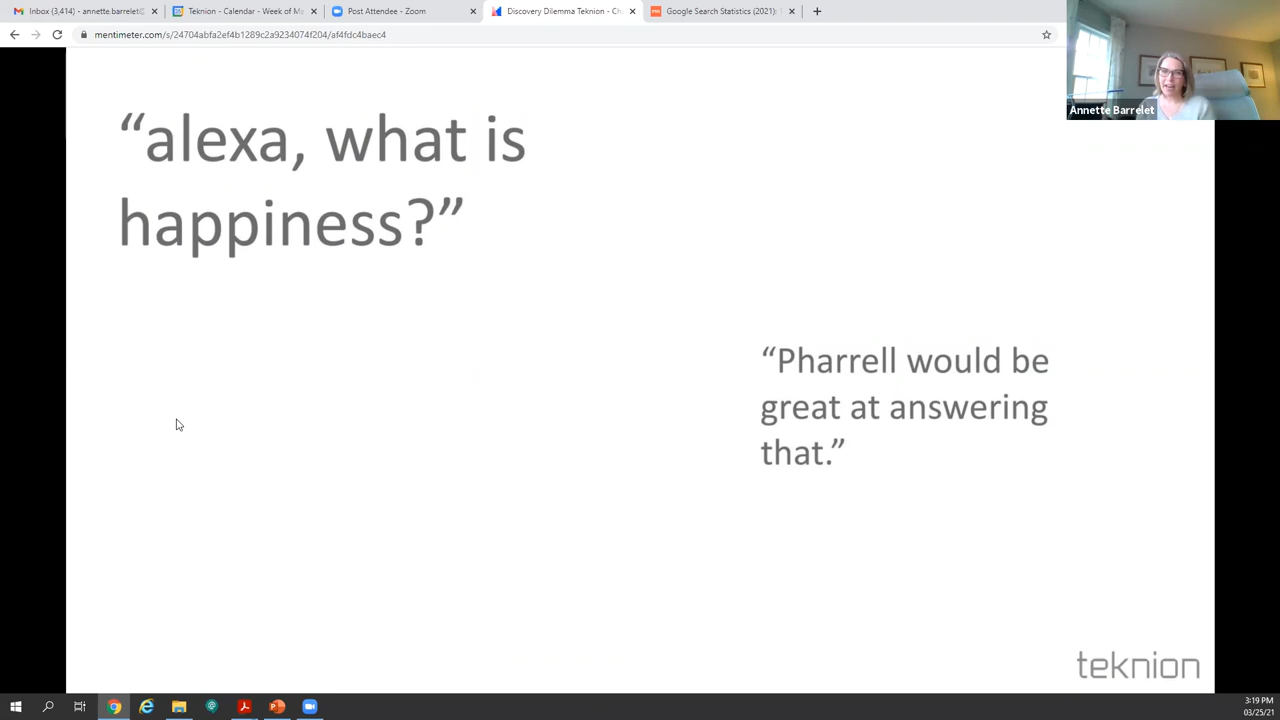 Inbox (3,414) - annette.barrelet@
Teknion - Calendar - Week of Ma
Post Attendee - Zoom
Discovery Dilemma Teknion - Ch
Google Search Statistics (2021):
mentimeter.com/s/24704abfa2ef4b1289c2a9234074f204/af4fdc4baec4
Annette Barrelet
“alexa, what is
happiness?”
“Pharrell would be
great at answering
that.”
teknion
3:19 PM
03/25/21